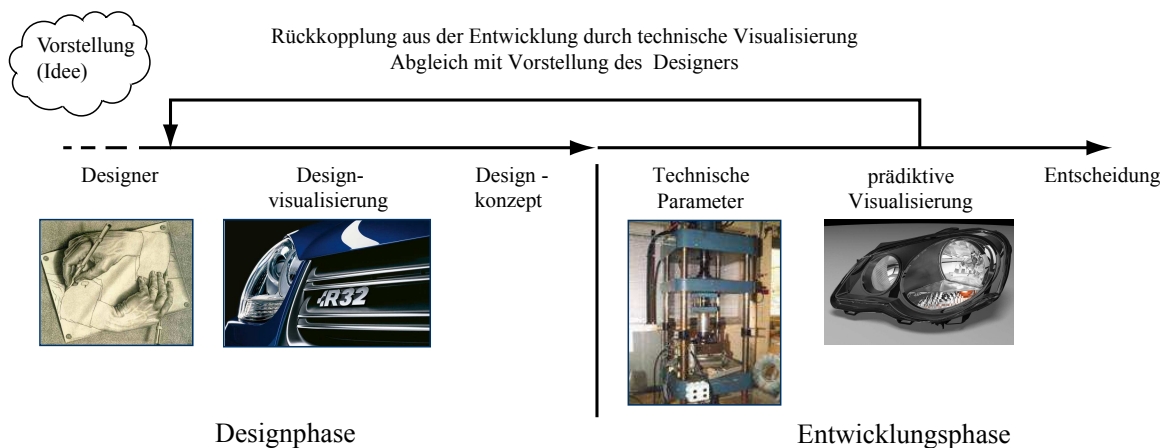 Vorstellung
(Idee)
Rückkopplung aus der Entwicklung durch technische Visualisierung
Abgleich mit Vorstellung des Designers
Designer
Design-
visualisierung
Design -
konzept
Technische
Parameter
prädiktive
Visualisierung
Entscheidung
R32
Designphase
Entwicklungsphase